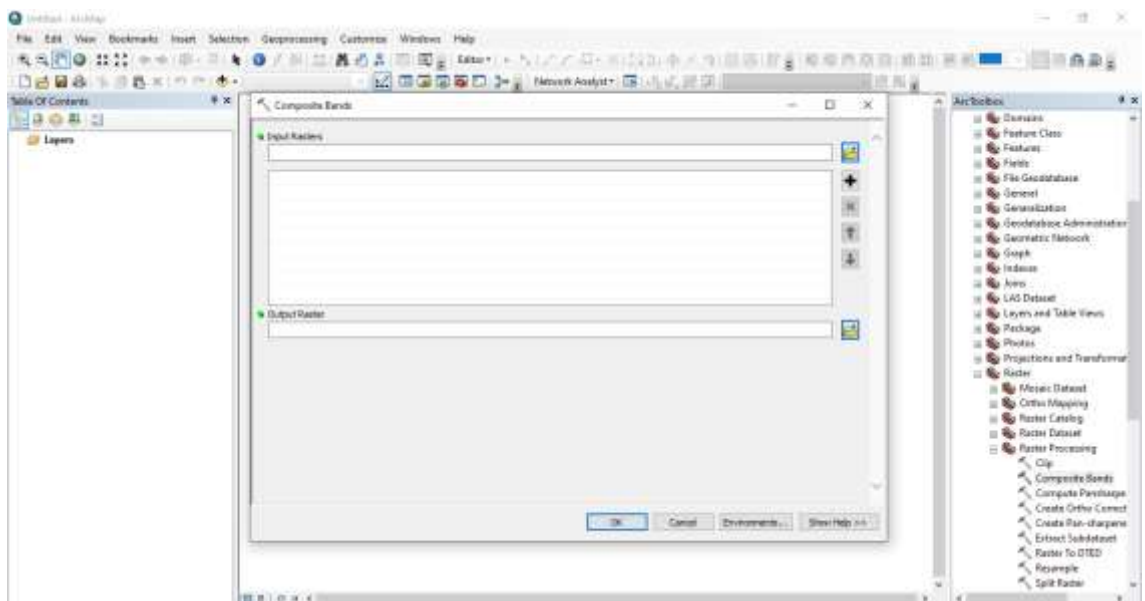 Untitled - ArcMap
File Edit View Bookmarks Insert Selection Geoprocessing Customize Windows Help
Editor
Network Analyst
Table Of Contents
Layers
Composite Bands
Input Rasters
Output Raster
OK Cancel Environments... Show Help >>
ArcToolbox
Domains
Feature Class
Features
Fields
File Geodatabase
General
Generalization
Geodatabase Administration
Geometric Network
Graph
Indexes
Joins
LAS Dataset
Layers and Table Views
Package
Photos
Projections and Transformat
Raster
Mosaic Dataset
Ortho Mapping
Raster Catalog
Raster Dataset
Raster Processing
Clip
Composite Bands
Compute Pansharpe
Create Ortho Correct
Create Pan-sharpene
Extract Subdataset
Raster To DTED
Resample
Split Raster